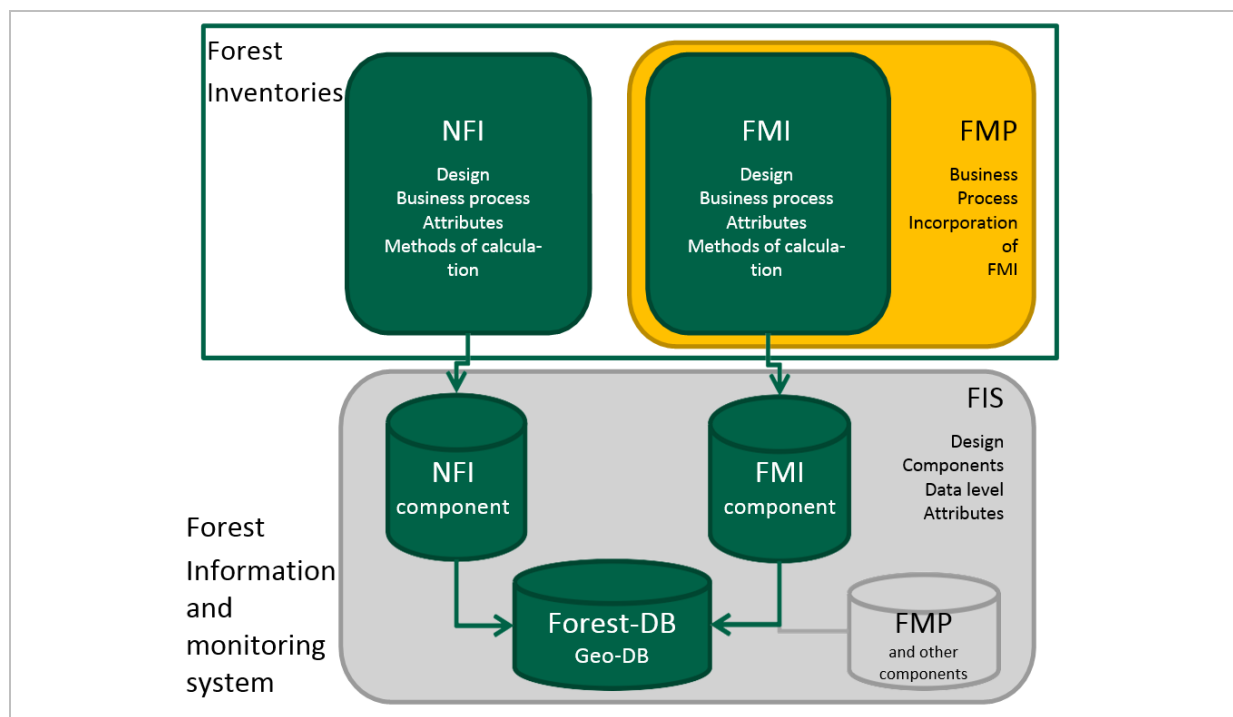 Forest
Inventories
NFI
Design
Business process
Attributes
Methods of calcula-
tion
FMI
Design
Business process
Attributes
Methods of calcula-
tion
FMP
Business
Process
Incorporation
of
FMI
FIS
Design
Components
Data level
Attributes
NFI
component
FMI
component
Forest
Information
and
monitoring
system
Forest-DB
Geo-DB
FMP
and other
components